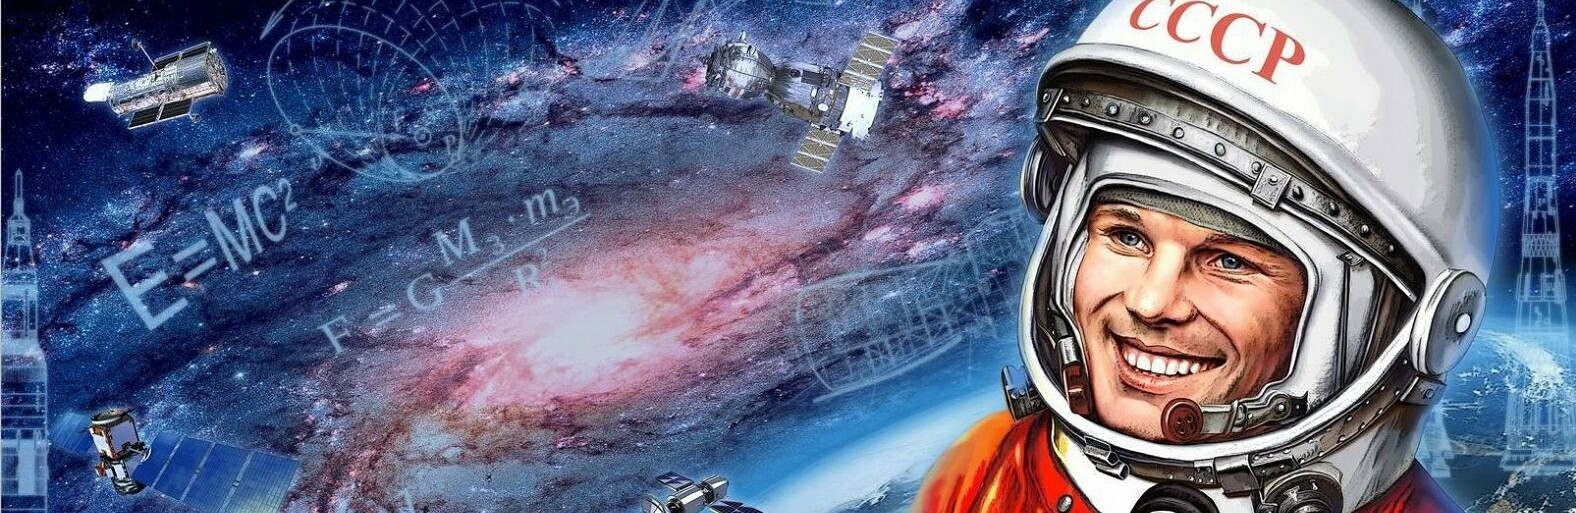 СССР
E=MC²
F = G M₃ · m₃ / R²